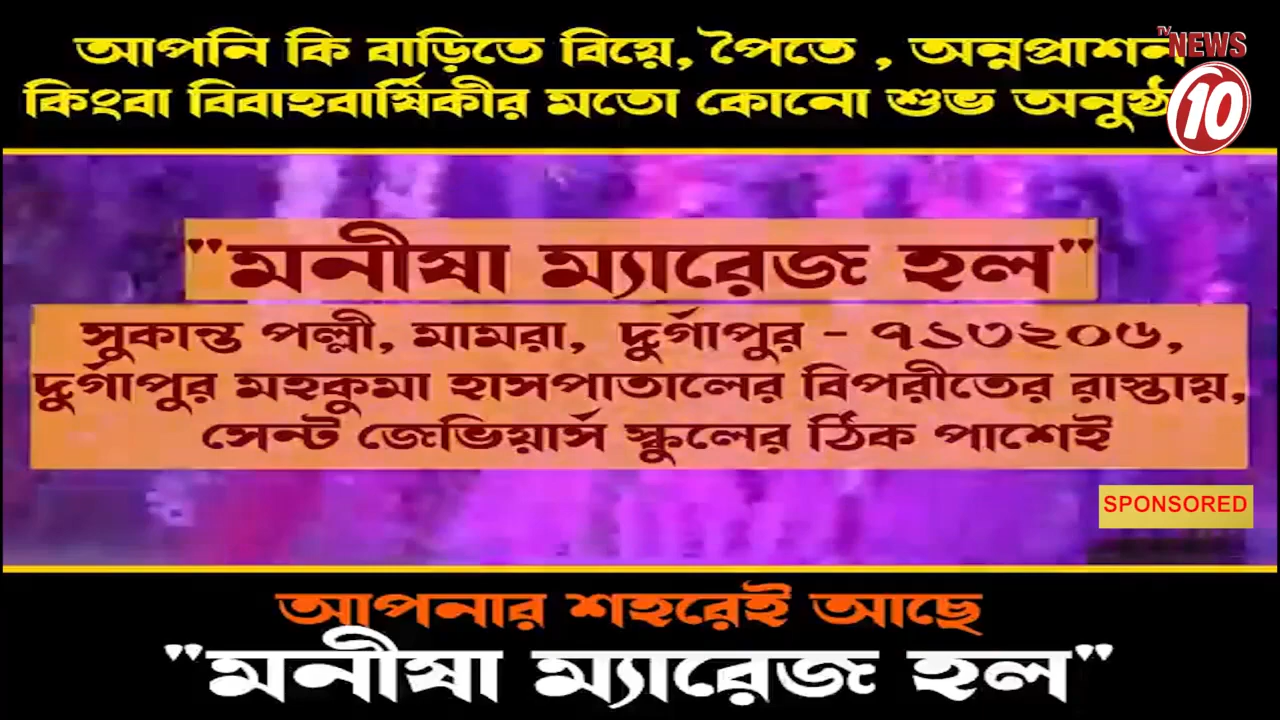 আপনি কি বাড়িতে বিয়ে, পৈতে , অন্নপ্রাশন
কিংবা বিবাহবার্ষিকীর মতো কোনো শুভ
TV NEWS
10
"মনীষা ম্যারেজ হল"
সুকান্ত পল্লী, মামরা, দুর্গাপুর - ৭১৩২০৬,
দুর্গাপুর মহকুমা হাসপাতালের বিপরীতের রাস্তায়,
সেন্ট জেভিয়ার্স স্কুলের ঠিক পাশেই
SPONSORED
আপনার শহরেই আছে
"মনীষা ম্যারেজ হল"